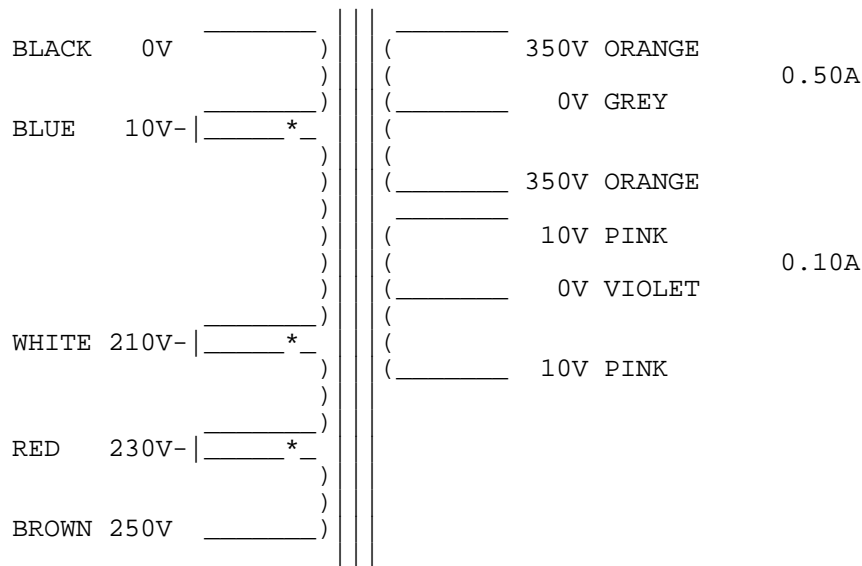 BLACK 0V 350V ORANGE
0.50A
0V GREY
BLUE 10V-
350V ORANGE
10V PINK
0.10A
0V VIOLET
WHITE 210V-
10V PINK
RED 230V-
BROWN 250V